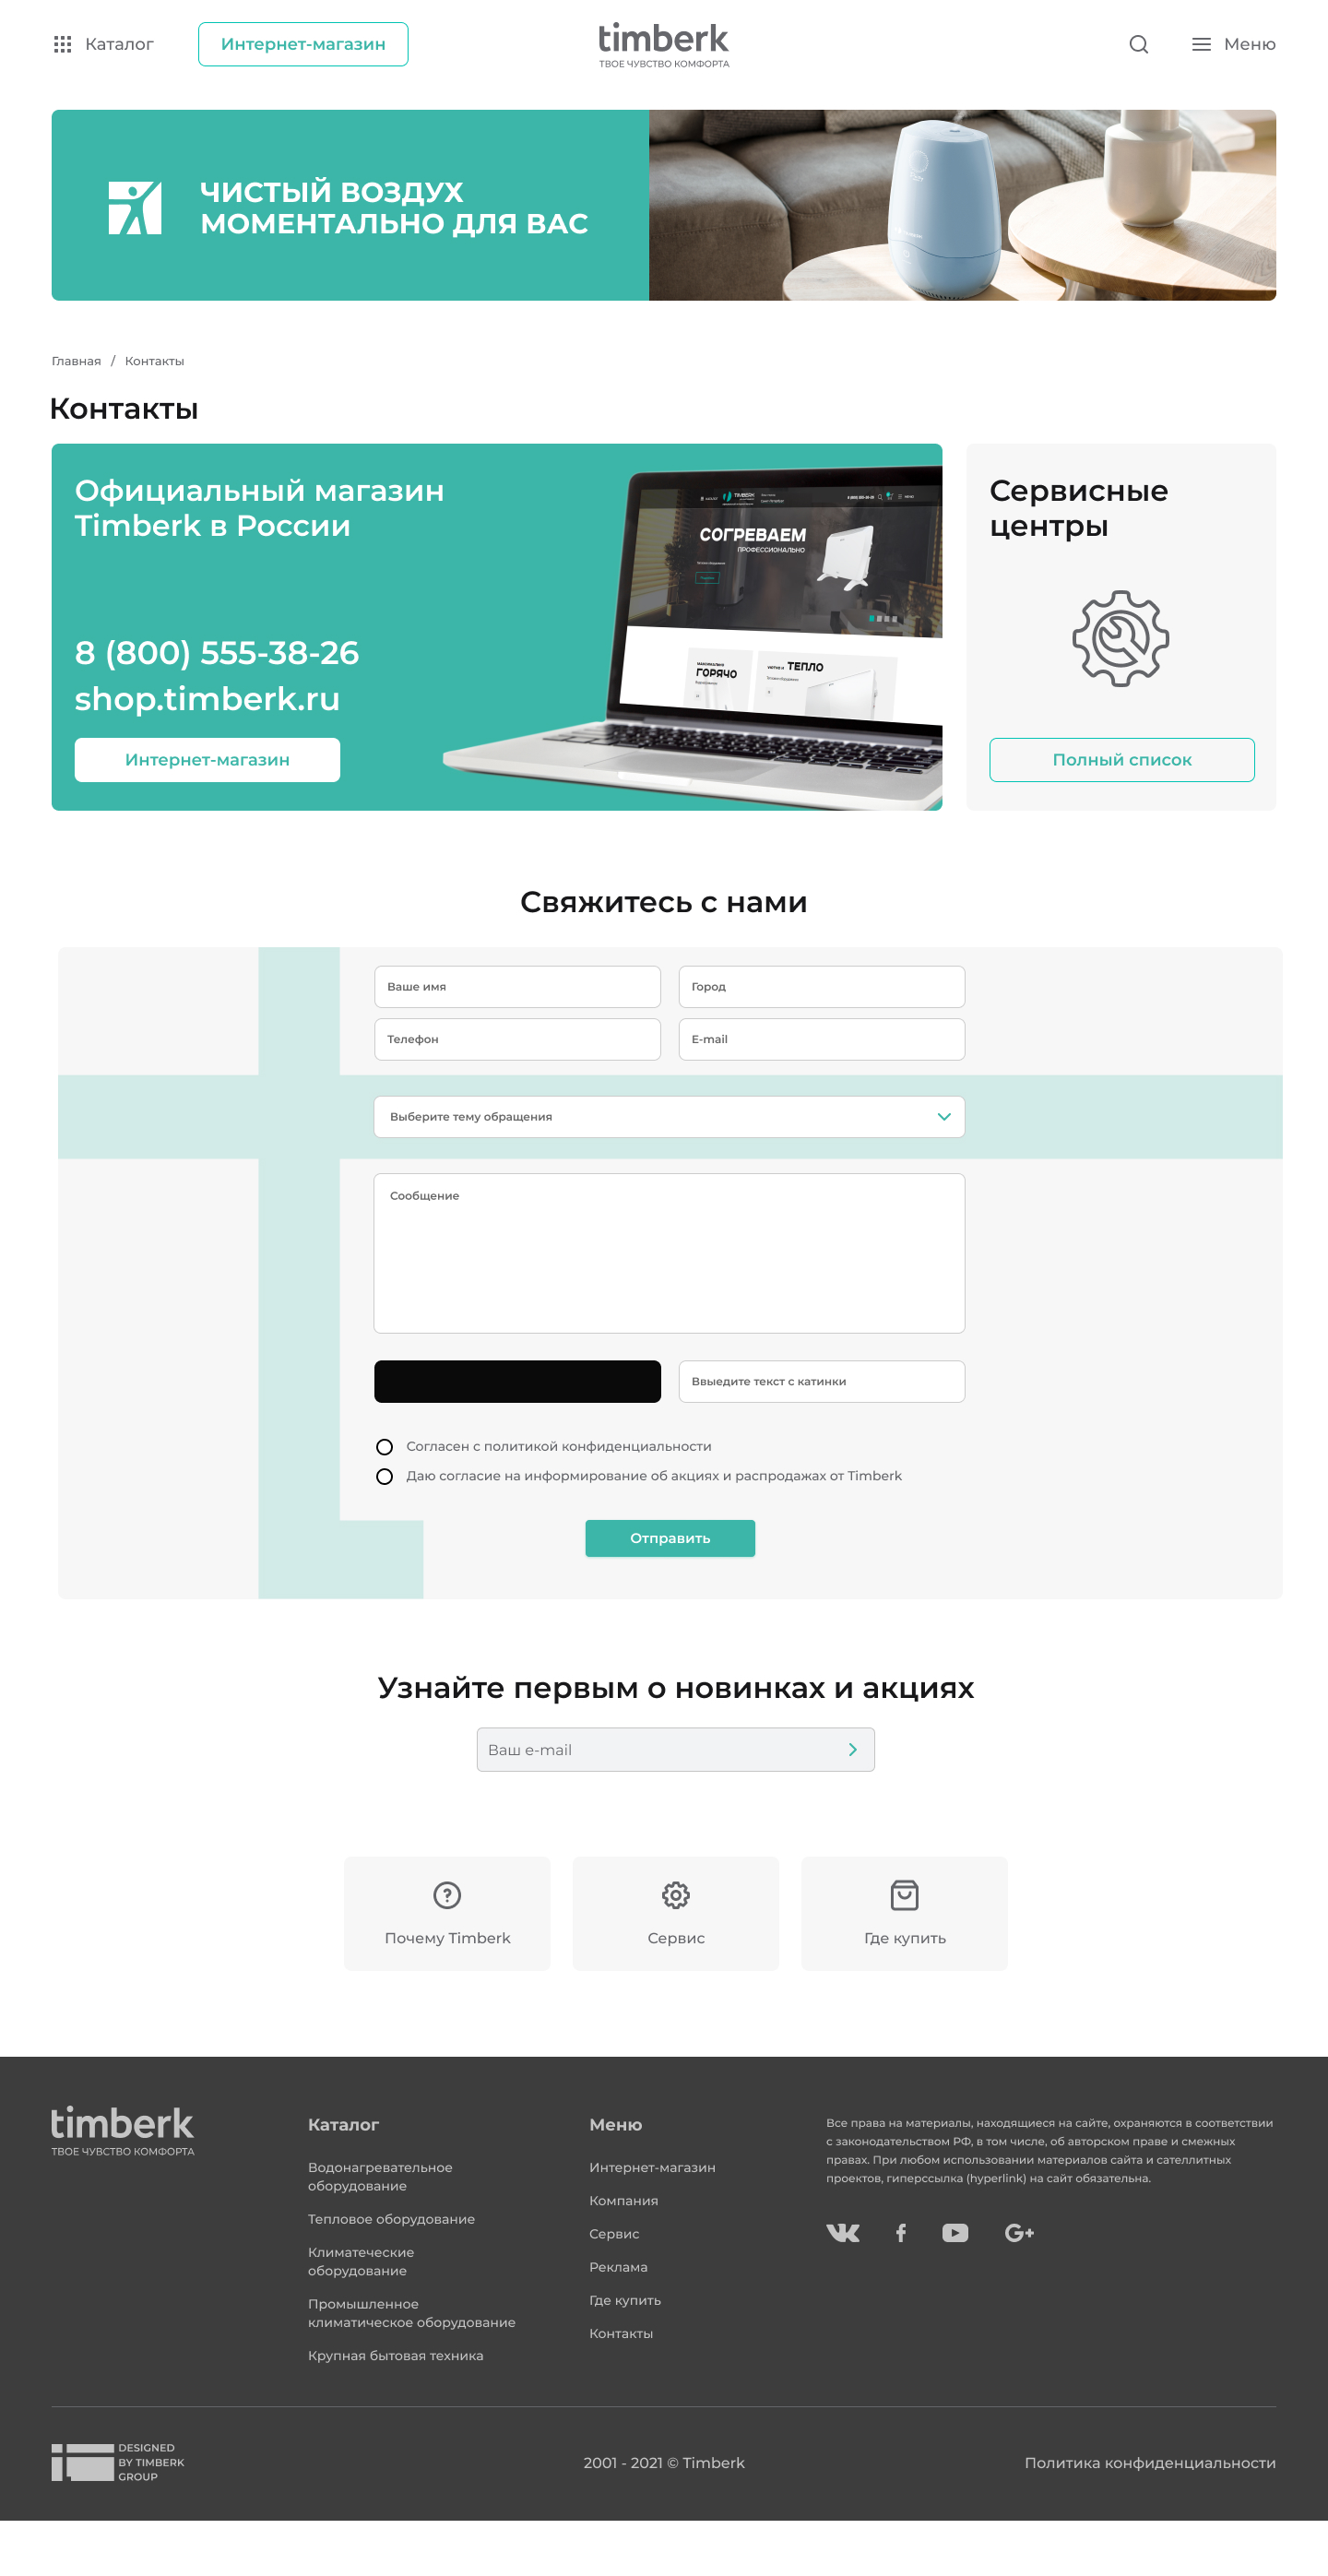 Каталог
Интернет-магазин
timberk
ТВОЕ ЧУВСТВО КОМФОРТА
Меню
ЧИСТЫЙ ВОЗДУХ
МОМЕНТАЛЬНО ДЛЯ ВАС
Главная / Контакты
Контакты
Официальный магазин
Timberk в России
8 (800) 555-38-26
shop.timberk.ru
Интернет-магазин
TIMBERK
СОГРЕВАЕМ
ПРОФЕССИОНАЛЬНО
ГОРЯЧО
ТЕПЛО
Сервисные
центры
Полный список
Свяжитесь с нами
Ваше имя
Город
Телефон
E-mail
Выберите тему обращения
Сообщение
Ввыедите текст с катинки
Согласен с политикой конфиденциальности
Даю согласие на информирование об акциях и распродажах от Timberk
Отправить
Узнайте первым о новинках и акциях
Ваш e-mail
Почему Timberk
Сервис
Где купить
timberk
ТВОЕ ЧУВСТВО КОМФОРТА
Каталог
Водонагревательное
оборудование
Тепловое оборудование
Климатеческие
оборудование
Промышленное
климатическое оборудование
Крупная бытовая техника
Меню
Интернет-магазин
Компания
Сервис
Реклама
Где купить
Контакты
Все права на материалы, находящиеся на сайте, охраняются в соответствии
с законодательством РФ, в том числе, об авторском праве и смежных
правах. При любом использовании материалов сайта и сателлитных
проектов, гиперссылка (hyperlink) на сайт обязательна.
DESIGNED
BY TIMBERK
GROUP
2001 - 2021 © Timberk
Политика конфиденциальности